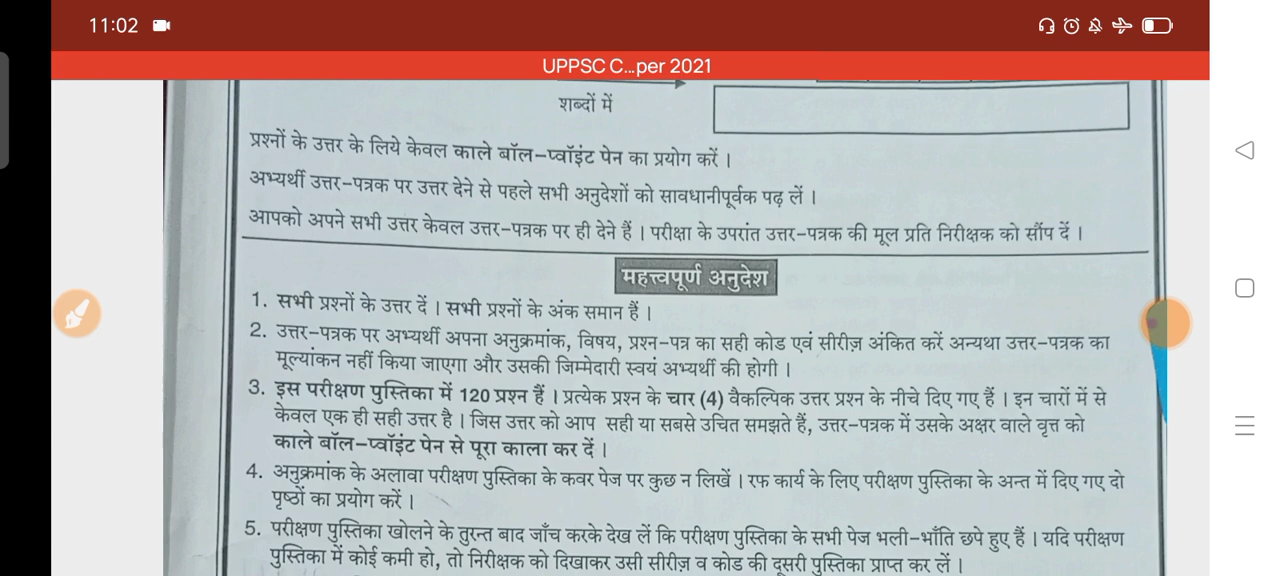 11:02
UPPSC C...per 2021
शब्दों में
प्रश्नों के उत्तर के लिये केवल काले बॉल-प्वॉइंट पेन का प्रयोग करें ।
अभ्यर्थी उत्तर-पत्रक पर उत्तर देने से पहले सभी अनुदेशों को सावधानीपूर्वक पढ़ लें ।
आपको अपने सभी उत्तर केवल उत्तर-पत्रक पर ही देने हैं । परीक्षा के उपरांत उत्तर-पत्रक की मूल प्रति निरीक्षक को सौंप दें ।
महत्त्वपूर्ण अनुदेश
1. सभी प्रश्नों के उत्तर दें । सभी प्रश्नों के अंक समान हैं ।
2. उत्तर-पत्रक पर अभ्यर्थी अपना अनुक्रमांक, विषय, प्रश्न-पत्र का सही कोड एवं सीरीज़ अंकित करें अन्यथा उत्तर-पत्रक का
मूल्यांकन नहीं किया जाएगा और उसकी जिम्मेदारी स्वयं अभ्यर्थी की होगी ।
3. इस परीक्षण पुस्तिका में 120 प्रश्न हैं । प्रत्येक प्रश्न के चार (4) वैकल्पिक उत्तर प्रश्न के नीचे दिए गए हैं । इन चारों में से
केवल एक ही सही उत्तर है । जिस उत्तर को आप सही या सबसे उचित समझते हैं, उत्तर-पत्रक में उसके अक्षर वाले वृत्त को
काले बॉल-प्वॉइंट पेन से पूरा काला कर दें ।
4. अनुक्रमांक के अलावा परीक्षण पुस्तिका के कवर पेज पर कुछ न लिखें । रफ कार्य के लिए परीक्षण पुस्तिका के अन्त में दिए गए दो
पृष्ठों का प्रयोग करें ।
5. परीक्षण पुस्तिका खोलने के तुरन्त बाद जाँच करके देख लें कि परीक्षण पुस्तिका के सभी पेज भली-भाँति छपे हुए हैं । यदि परीक्षण
पुस्तिका में कोई कमी हो, तो निरीक्षक को दिखाकर उसी सीरीज़ व कोड की दूसरी पुस्तिका प्राप्त कर लें ।